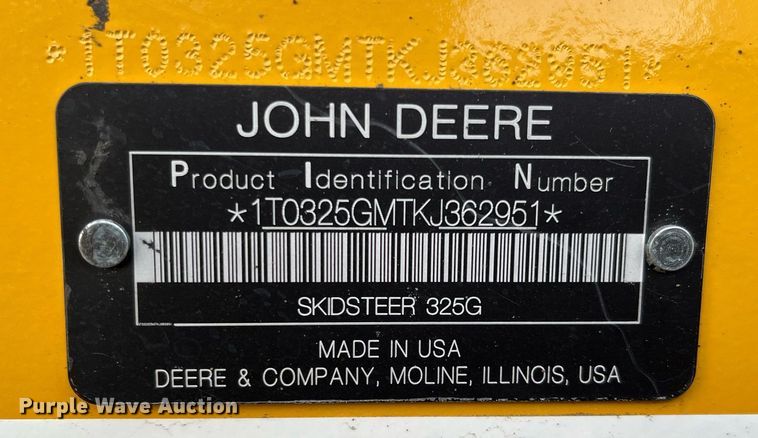 *1T0325GMTKJ362951*
JOHN DEERE
Product Identification Number
*1T0325GMTKJ362951*
SKIDSTEER 325G
MADE IN USA
DEERE & COMPANY, MOLINE, ILLINOIS, USA
Purple Wave Auction